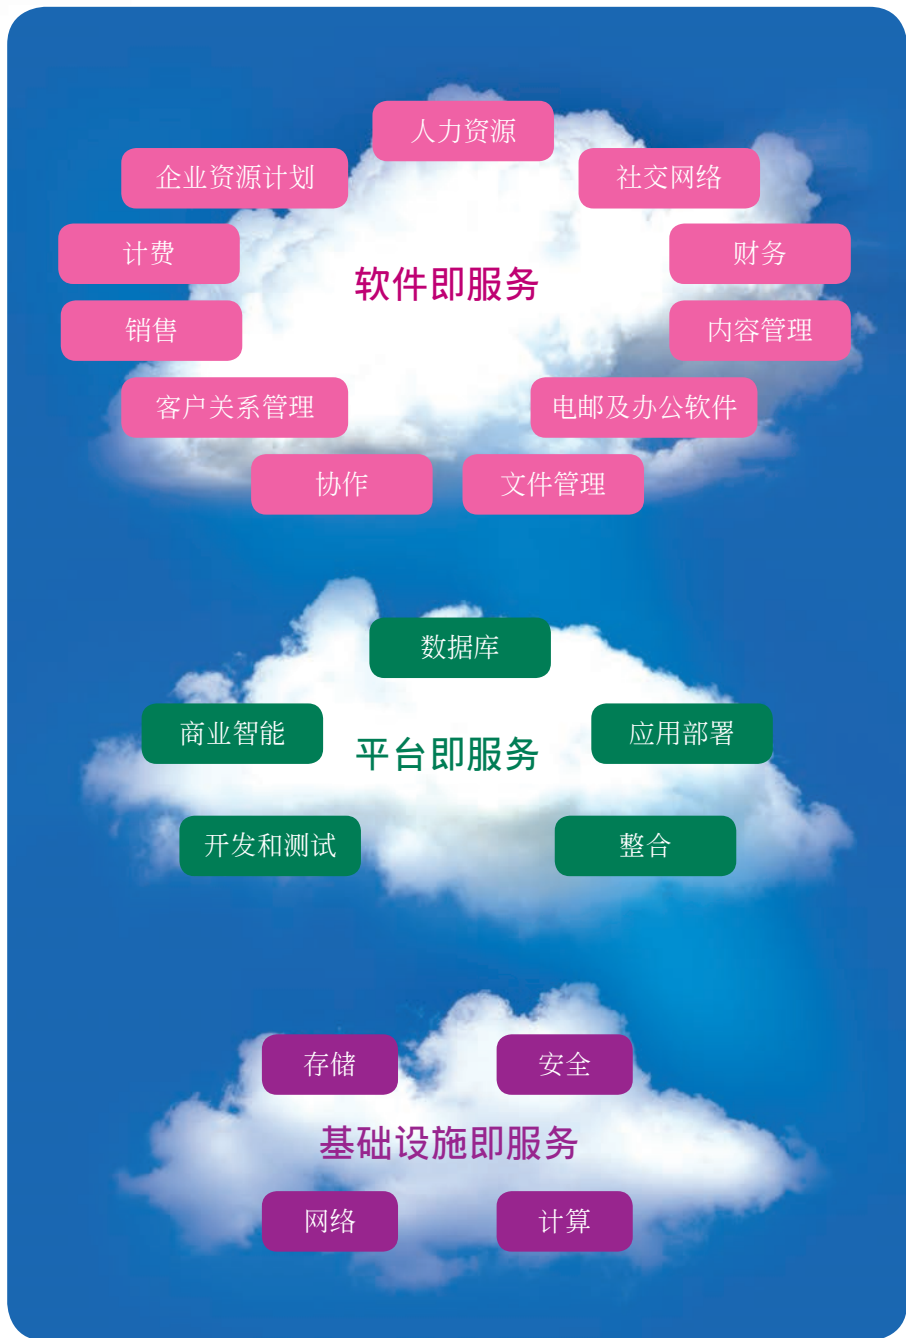 人力资源
企业资源计划
社交网络
计费
财务
软件即服务
销售
内容管理
客户关系管理
电邮及办公软件
协作
文件管理
数据库
商业智能
应用部署
平台即服务
开发和测试
整合
存储
安全
基础设施即服务
网络
计算